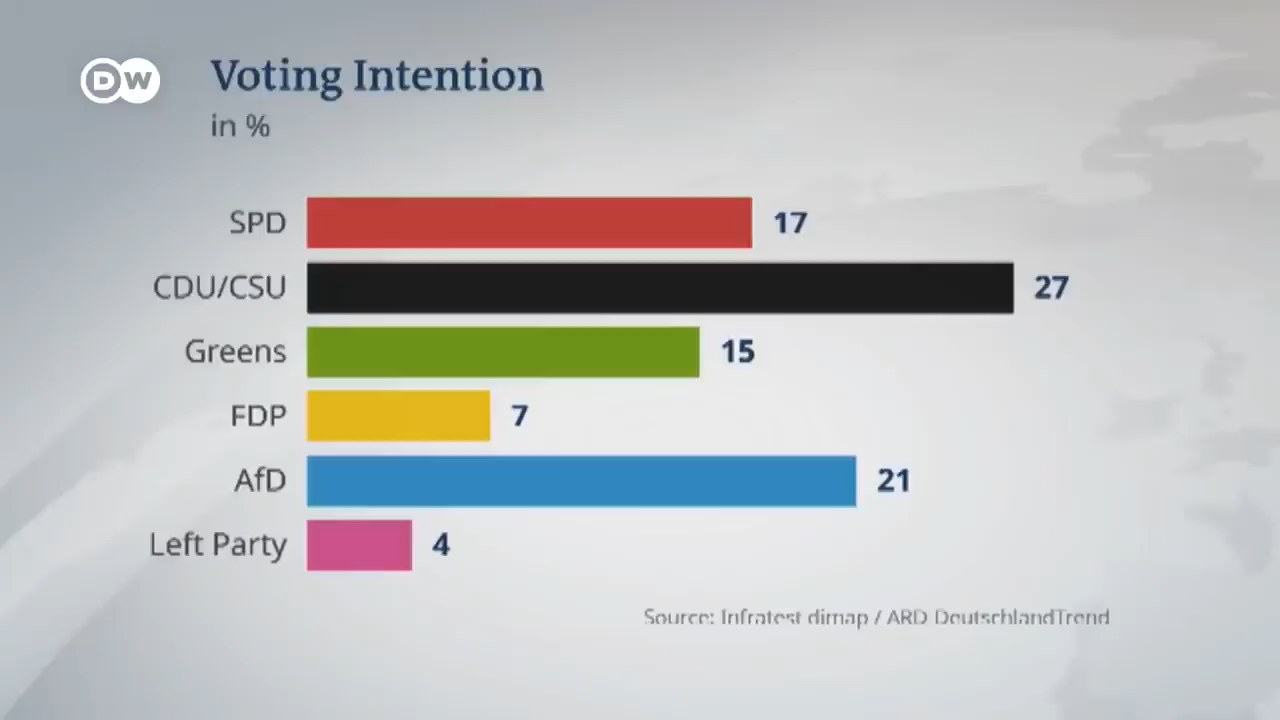 DW
Voting Intention
in %
SPD 17
CDU/CSU 27
Greens 15
FDP 7
AfD 21
Left Party 4
Source: Infratest dimap / ARD DeutschlandTrend